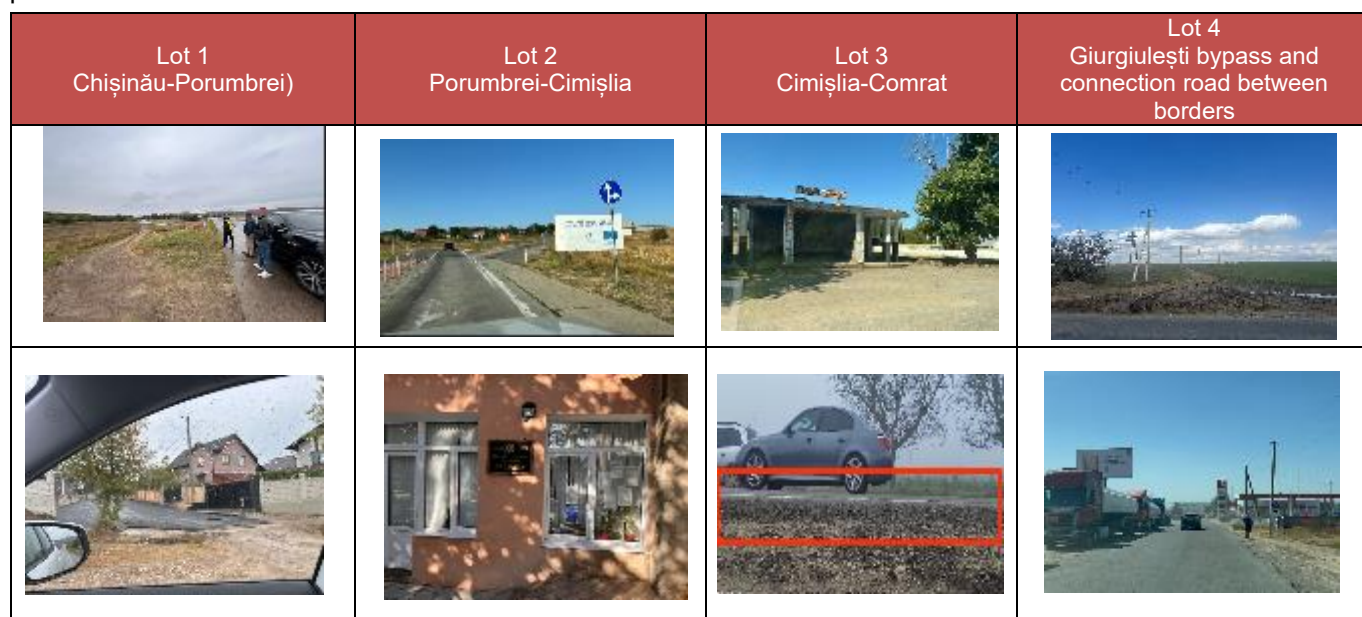 Lot 1
Chișinău-Porumbrei)
Lot 2
Porumbrei-Cimișlia
Lot 3
Cimișlia-Comrat
Lot 4
Giurgiulești bypass and
connection road between
borders